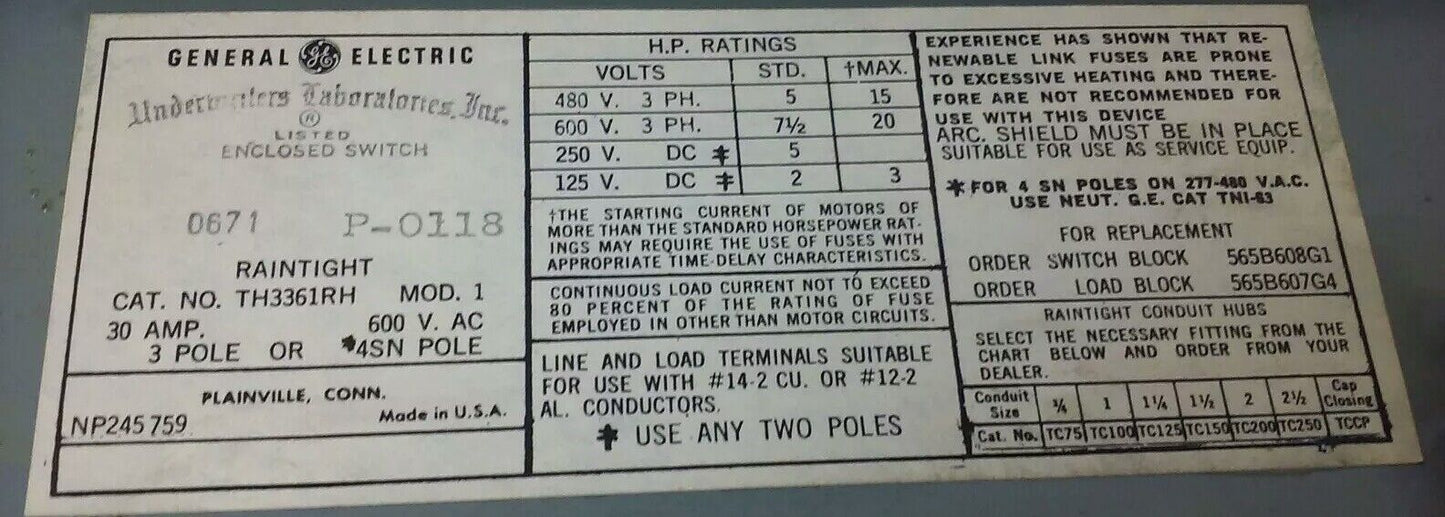 GENERAL GE ELECTRIC
Underwriters Laboratories, Inc.
®
LISTED
ENCLOSED SWITCH
0671 P-0118
RAINTIGHT
CAT. NO. TH3361RH MOD. 1
30 AMP. 600 V. AC
3 POLE OR *4SN POLE
PLAINVILLE, CONN.
NP245759 Made in U.S.A.
H.P. RATINGS
VOLTS STD. †MAX.
480 V. 3 PH. 5 15
600 V. 3 PH. 7½ 20
250 V. DC ⧧ 5
125 V. DC ⧧ 2 3
†THE STARTING CURRENT OF MOTORS OF
MORE THAN THE STANDARD HORSEPOWER RAT-
INGS MAY REQUIRE THE USE OF FUSES WITH
APPROPRIATE TIME-DELAY CHARACTERISTICS.
CONTINUOUS LOAD CURRENT NOT TO EXCEED
80 PERCENT OF THE RATING OF FUSE
EMPLOYED IN OTHER THAN MOTOR CIRCUITS.
LINE AND LOAD TERMINALS SUITABLE
FOR USE WITH #14-2 CU. OR #12-2
AL. CONDUCTORS.
⧧ USE ANY TWO POLES
EXPERIENCE HAS SHOWN THAT RE-
NEWABLE LINK FUSES ARE PRONE
TO EXCESSIVE HEATING AND THERE-
FORE ARE NOT RECOMMENDED FOR
USE WITH THIS DEVICE
ARC. SHIELD MUST BE IN PLACE
SUITABLE FOR USE AS SERVICE EQUIP.
*FOR 4 SN POLES ON 277-480 V.A.C.
USE NEUT. G.E. CAT TNI-63
FOR REPLACEMENT
ORDER SWITCH BLOCK 565B608G1
ORDER LOAD BLOCK 565B607G4
RAINTIGHT CONDUIT HUBS
SELECT THE NECESSARY FITTING FROM THE
CHART BELOW AND ORDER FROM YOUR
DEALER.
Conduit Size ¾ 1 1¼ 1½ 2 2½ Cap Closing
Cat. No. TC75 TC100 TC125 TC150 TC200 TC250 TCCP